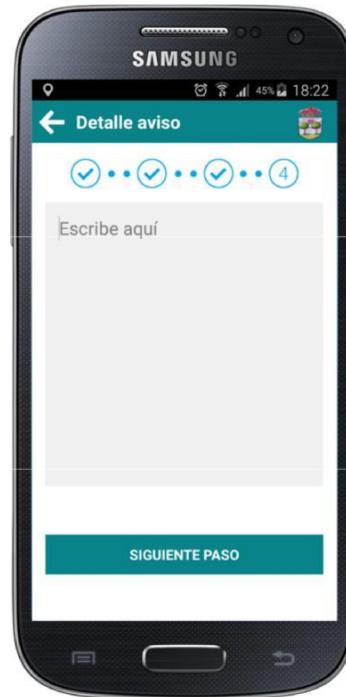 SAMSUNG
45% 18:22
Detalle aviso
4
Escribe aquí
SIGUIENTE PASO